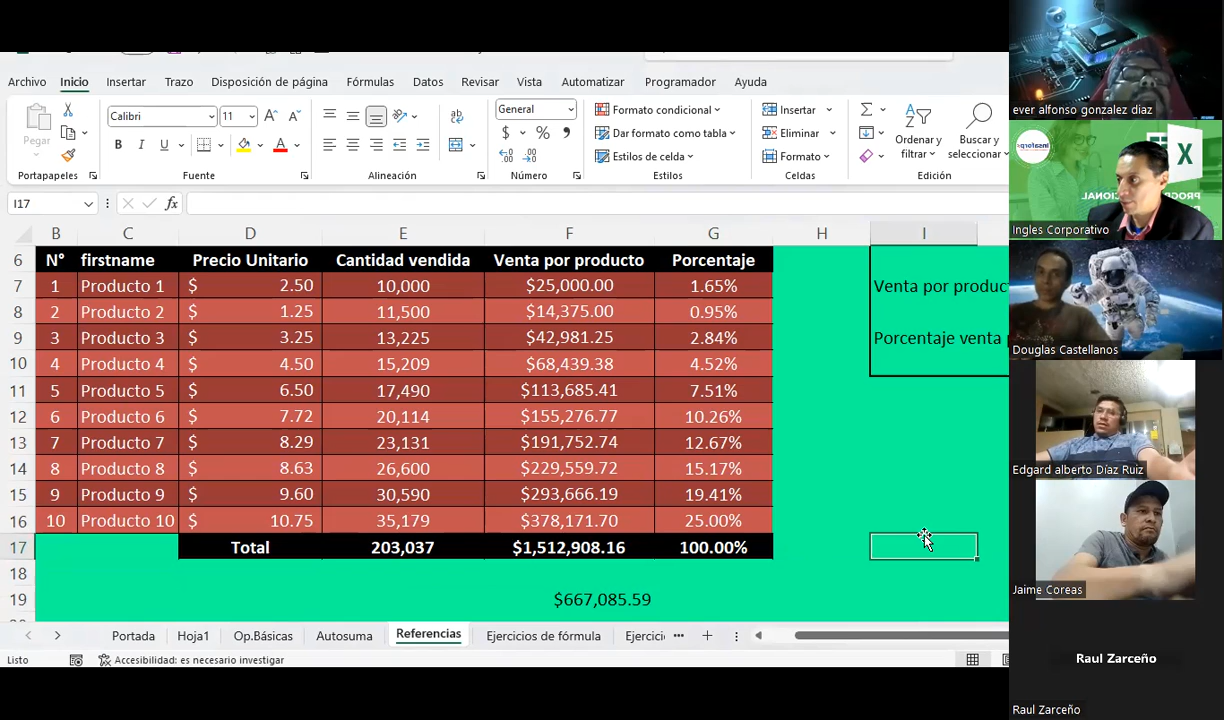 Archivo Inicio Insertar Trazo Disposición de página Fórmulas Datos Revisar Vista Automatizar Programador Ayuda
Pegar
Portapapeles
Calibri 11
N K S
Fuente
Alineación
General
$ % ,
Número
Formato condicional
Dar formato como tabla
Estilos de celda
Estilos
Insertar
Eliminar
Formato
Celdas
Ordenar y filtrar
Buscar y seleccionar
Edición
I17
fx
B C D E F G H I
6 N° firstname Precio Unitario Cantidad vendida Venta por producto Porcentaje
7 1 Producto 1 $ 2.50 10,000 $25,000.00 1.65% Venta por produc
8 2 Producto 2 $ 1.25 11,500 $14,375.00 0.95%
9 3 Producto 3 $ 3.25 13,225 $42,981.25 2.84% Porcentaje venta
10 4 Producto 4 $ 4.50 15,209 $68,439.38 4.52%
11 5 Producto 5 $ 6.50 17,490 $113,685.41 7.51%
12 6 Producto 6 $ 7.72 20,114 $155,276.77 10.26%
13 7 Producto 7 $ 8.29 23,131 $191,752.74 12.67%
14 8 Producto 8 $ 8.63 26,600 $229,559.72 15.17%
15 9 Producto 9 $ 9.60 30,590 $293,666.19 19.41%
16 10 Producto 10 $ 10.75 35,179 $378,171.70 25.00%
17 Total 203,037 $1,512,908.16 100.00%
18
19 $667,085.59
Portada Hoja1 Op.Básicas Autosuma Referencias Ejercicios de fórmula Ejercici
Listo Accesibilidad: es necesario investigar
ever alfonso gonzalez diaz
Insaforp
X
Ingles Corporativo
Douglas Castellanos
Edgard alberto Díaz Ruiz
Jaime Coreas
Raul Zarceño
Raul Zarceño